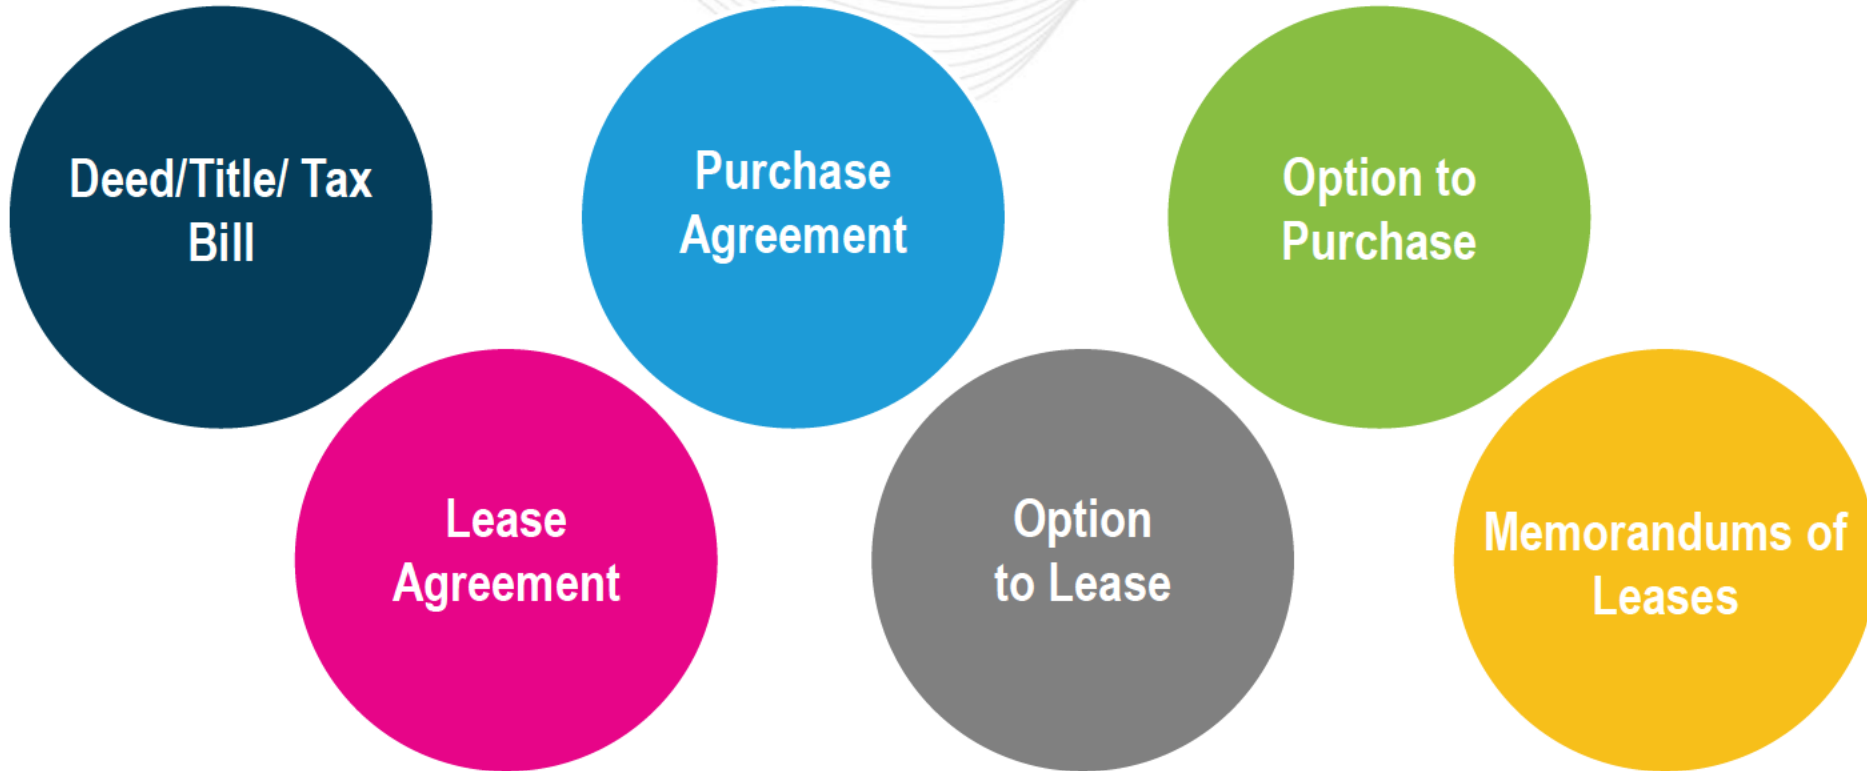 Deed/Title/ Tax
Bill
Purchase
Agreement
Option to
Purchase
Lease
Agreement
Option
to Lease
Memorandums of
Leases